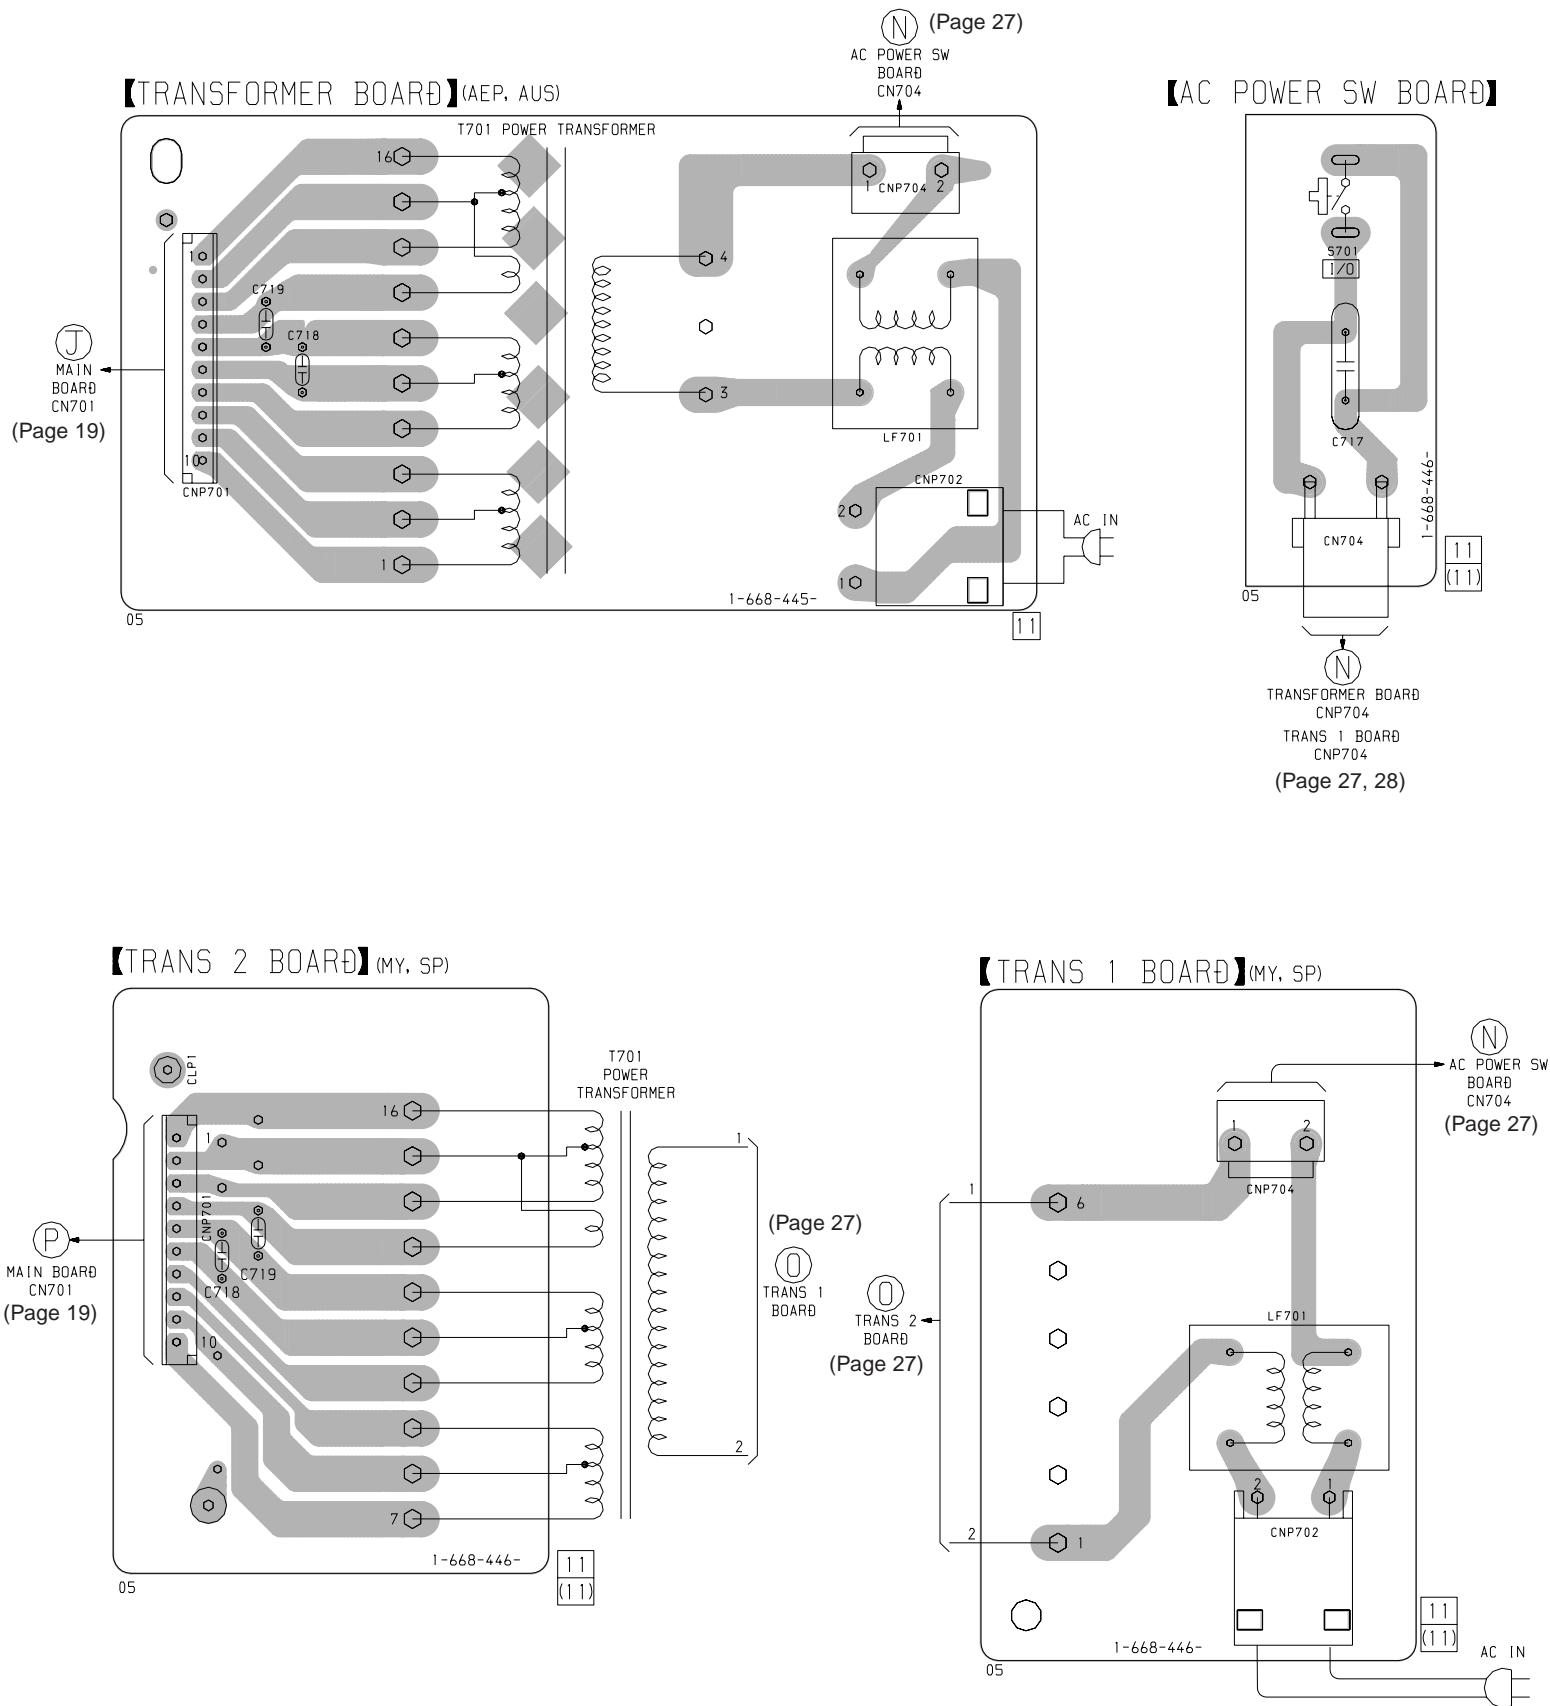 N (Page 27)
AC POWER SW
BOARD
CN704
【TRANSFORMER BOARD】(AEP, AUS)
T701 POWER TRANSFORMER
16
1 CNP704 2
1
4
C719
C718
J
MAIN
BOARD
CN701
(Page 19)
3
LF701
10
CNP701
CNP702
2
AC IN
1
1
1-668-445-
05
11
【AC POWER SW BOARD】
S701
I/O
C717
1-668-446-
CN704
11
(11)
05
N
TRANSFORMER BOARD
CNP704
TRANS 1 BOARD
CNP704
(Page 27, 28)
【TRANS 2 BOARD】(MY, SP)
CLP1
T701
POWER
TRANSFORMER
16
1
1
CNP701
P
MAIN BOARD
CN701
(Page 19)
C719
C718
10
(Page 27)
O
TRANS 1
BOARD
2
7
1-668-446-
11
(11)
05
【TRANS 1 BOARD】(MY, SP)
N
AC POWER SW
BOARD
CN704
(Page 27)
1 2
CNP704
1
6
O
TRANS 2
BOARD
(Page 27)
LF701
2 1
CNP702
2
1
1-668-446-
11
(11)
05
AC IN